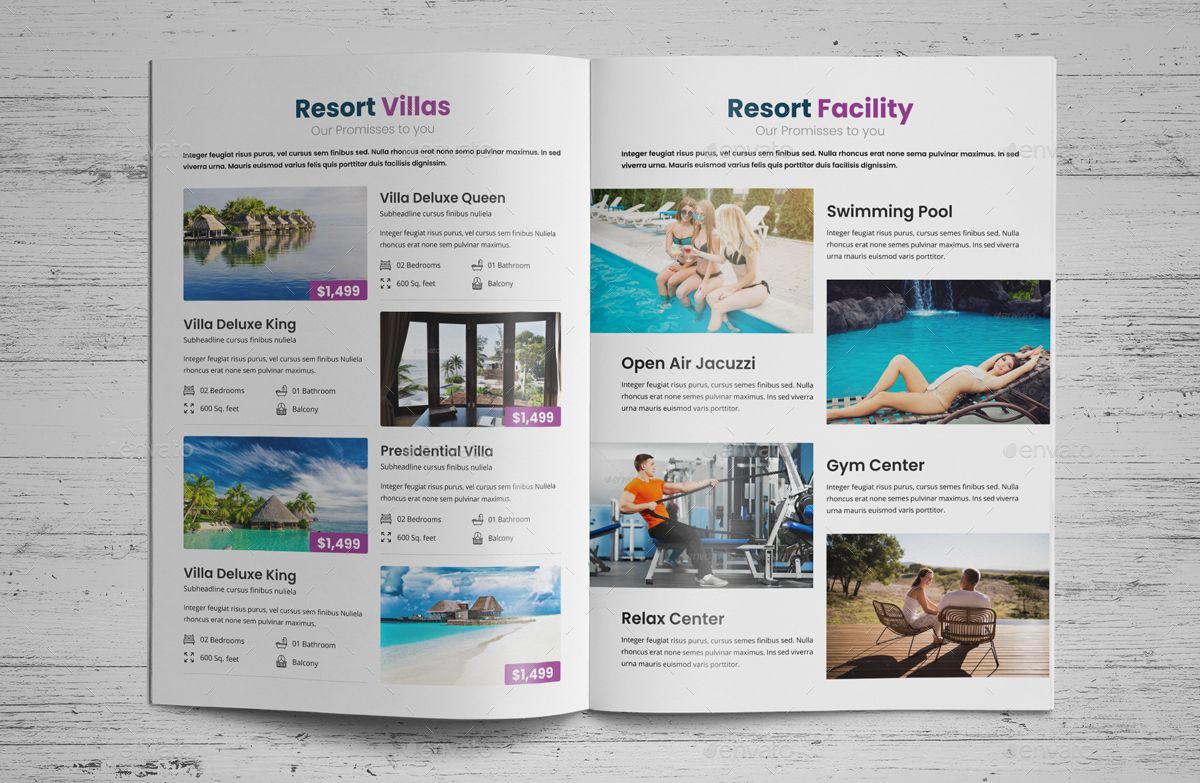 Resort Villas
Our Promisses to you
Integer feugiat risus purus, vel cursus sem finibus sed. Nulla rhoncus erat none sema pulvinar maximus. In sed
viverra urna. Mauris euismod varius felis quis porttitor duis facilisis dignissim.
$1,499
Villa Deluxe Queen
Subheadline cursus finibus nuliela
Integer feugiat risus purus, vel cursus sem finibus Nuliela
rhoncus erat none sem pulvinar maximus.
02 Bedrooms
01 Bathroom
600 Sq. feet
Balcony
Villa Deluxe King
Subheadline cursus finibus nuliela
Integer feugiat risus purus, vel cursus sem finibus Nuliela
rhoncus erat none sem pulvinar maximus.
02 Bedrooms
01 Bathroom
600 Sq. feet
Balcony
$1,499
$1,499
Presidential Villa
Subheadline cursus finibus nuliela
Integer feugiat risus purus, vel cursus sem finibus Nuliela
rhoncus erat none sem pulvinar maximus.
02 Bedrooms
01 Bathroom
600 Sq. feet
Balcony
Villa Deluxe King
Subheadline cursus finibus nuliela
Integer feugiat risus purus, vel cursus sem finibus Nuliela
rhoncus erat none sem pulvinar maximus.
02 Bedrooms
01 Bathroom
600 Sq. feet
Balcony
$1,499
Resort Facility
Our Promisses to you
Integer feugiat risus purus, vel cursus sem finibus sed. Nulla rhoncus erat none sema pulvinar maximus. In sed
viverra urna. Mauris euismod varius felis quis porttitor duis facilisis dignissim.
Swimming Pool
Integer feugiat risus purus, cursus semes finibus sed. Nulla
rhoncus erat none semes pulvinar maximus. Ins sed viverra
urna mauris euismod varis porttitor.
Open Air Jacuzzi
Integer feugiat risus purus, cursus semes finibus sed. Nulla
rhoncus erat none semes pulvinar maximus. Ins sed viverra
urna mauris euismod varis porttitor.
Gym Center
Integer feugiat risus purus, cursus semes finibus sed. Nulla
rhoncus erat none semes pulvinar maximus. Ins sed viverra
urna mauris euismod varis porttitor.
Relax Center
Integer feugiat risus purus, cursus semes finibus sed. Nulla
rhoncus erat none semes pulvinar maximus. Ins sed viverra
urna mauris euismod varis porttitor.
envato
envato
envato
envato
envato
envato